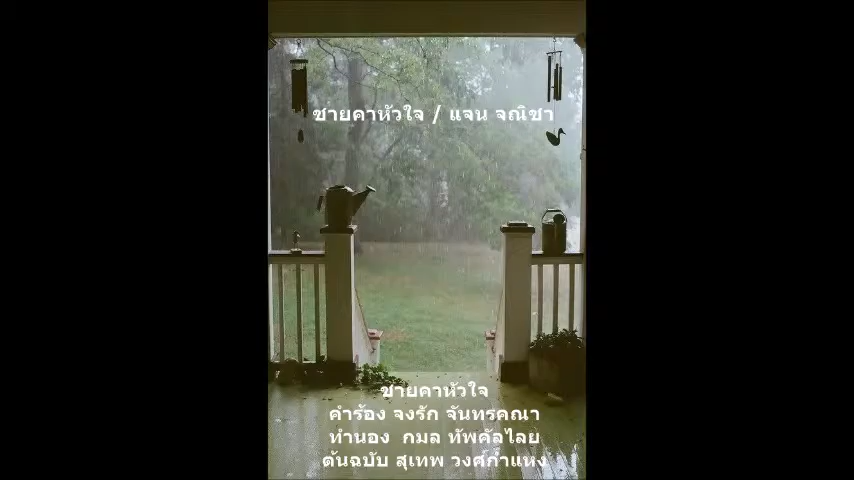 ชายคาหัวใจ / แจน จณิชา
ชายคาหัวใจ
คำร้อง จงรัก จันทรคณา
ทำนอง กมล ทัพคัลไลย
ต้นฉบับ สุเทพ วงศ์กำแหง